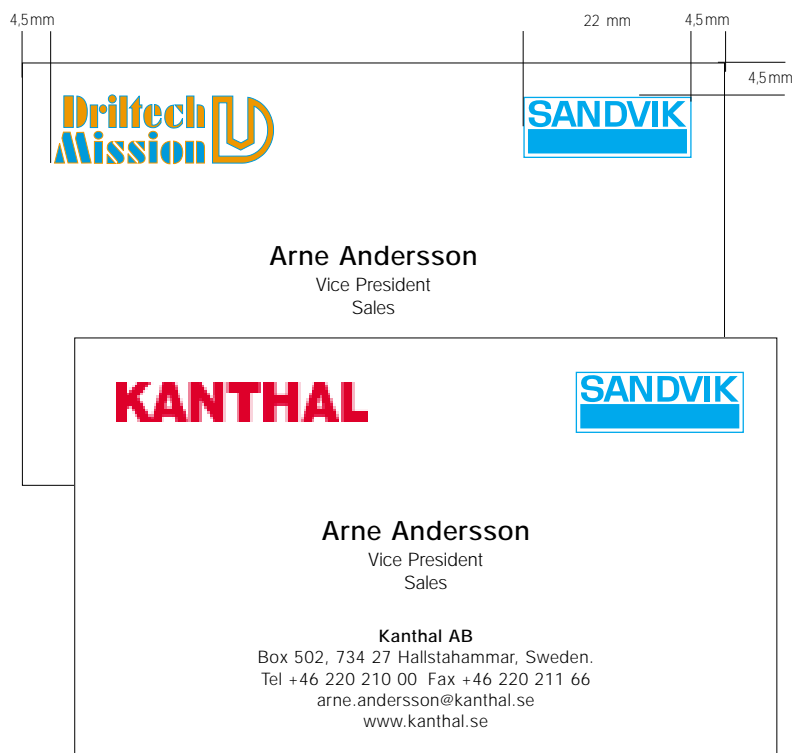 4,5mm
22 mm
4,5mm
4,5mm
Driltech
Mission
SANDVIK
Arne Andersson
Vice President
Sales
KANTHAL
SANDVIK
Arne Andersson
Vice President
Sales
Kanthal AB
Box 502, 734 27 Hallstahammar, Sweden.
Tel +46 220 210 00 Fax +46 220 211 66
arne.andersson@kanthal.se
www.kanthal.se